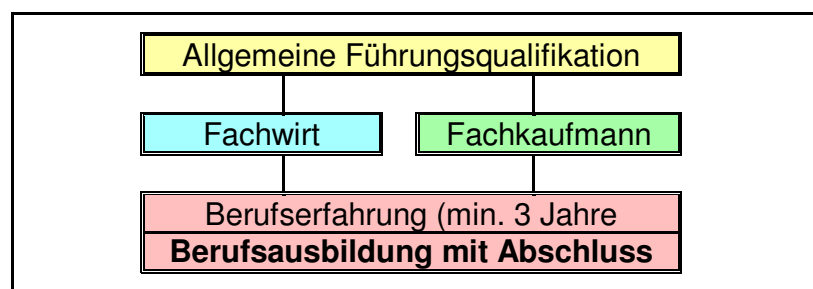 Allgemeine Führungsqualifikation
Fachwirt
Fachkaufmann
Berufserfahrung (min. 3 Jahre
Berufsausbildung mit Abschluss